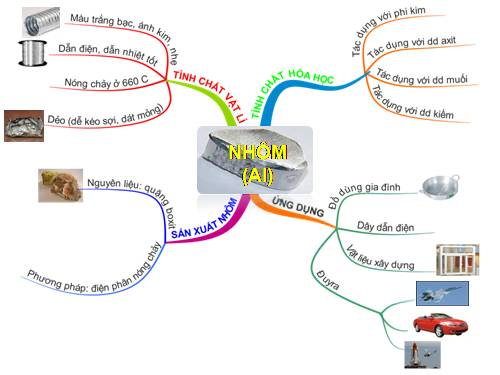 Màu trắng bạc, ánh kim, nhẹ
Dẫn điện, dẫn nhiệt tốt
Nóng chảy ở 660 C
Dẻo (dễ kéo sợi, dát mỏng)
TÍNH CHẤT VẬT LÍ
TÍNH CHẤT HÓA HỌC
Tác dụng với phi kim
Tác dụng với dd axit
Tác dụng với dd muối
Tác dụng với dd kiềm
NHÔM
(Al)
Nguyên liệu: quặng boxit
SẢN XUẤT NHÔM
Phương pháp: điện phân nóng chảy
ỨNG DỤNG
Đồ dùng gia đình
Dây dẫn điện
Vật liệu xây dựng
Đuyra